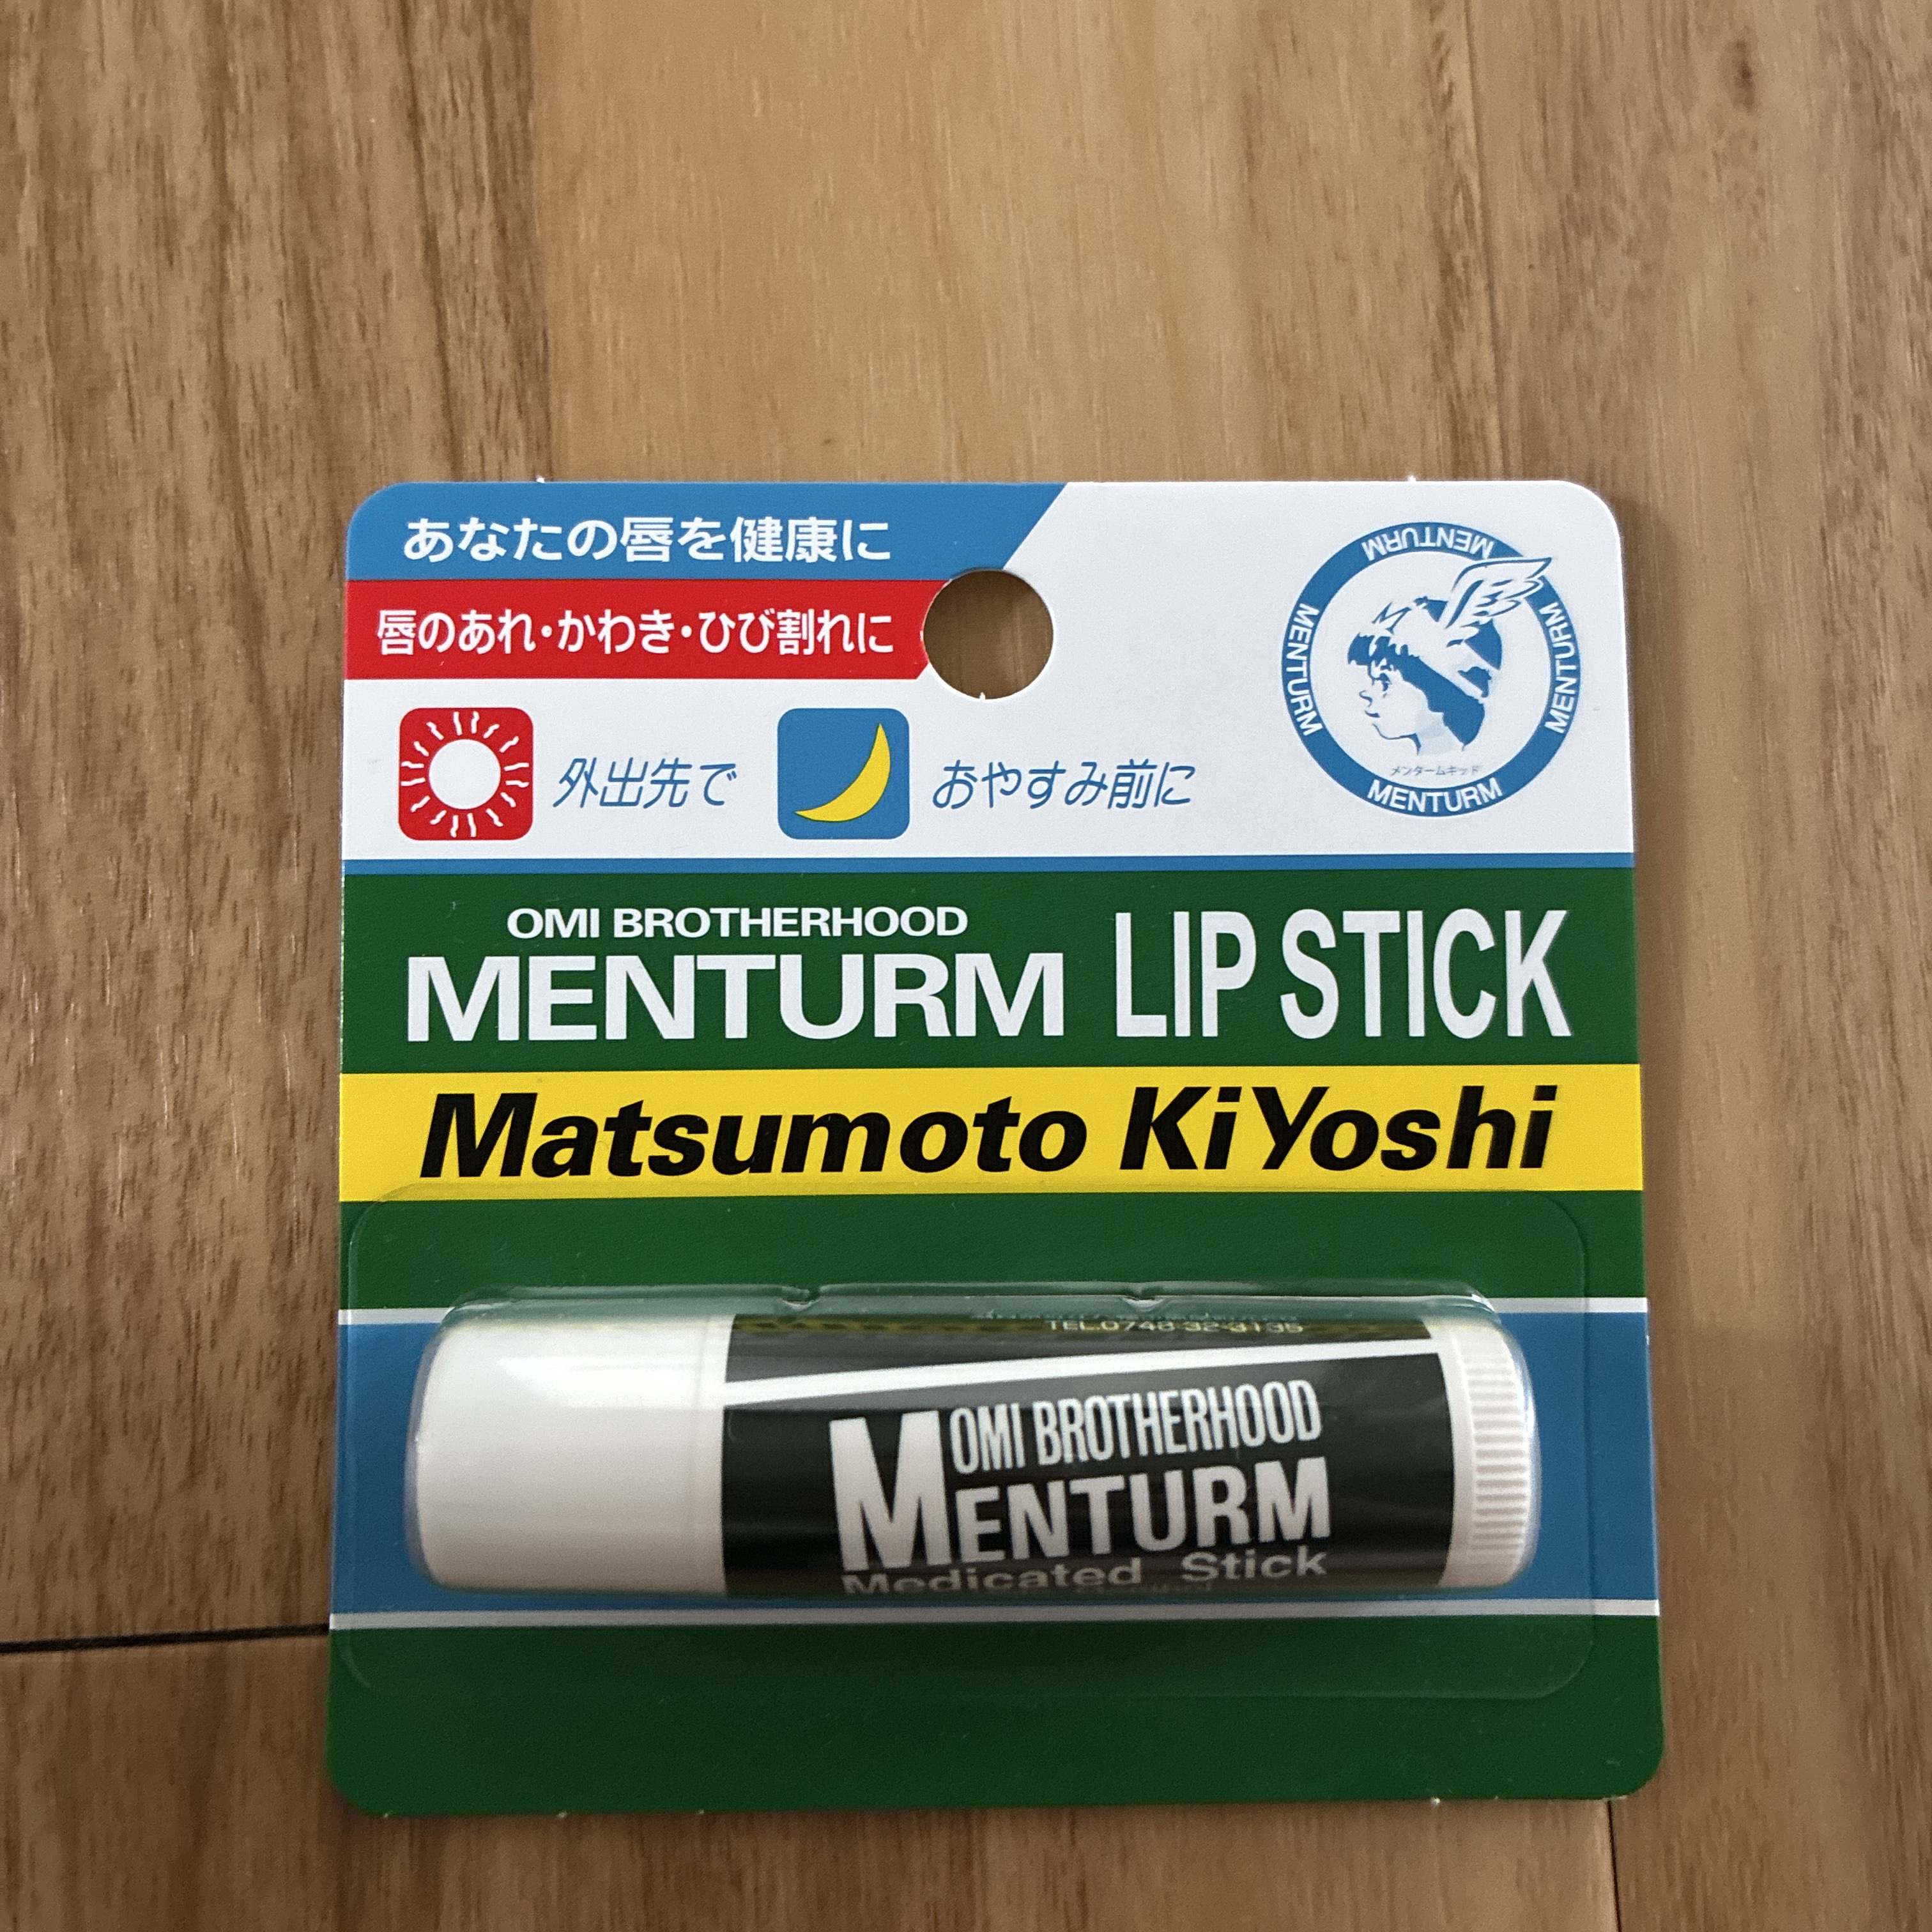 あなたの唇を健康に
唇のあれ・かわき・ひび割れに
外出先で
おやすみ前に
MENTURM
MENTURM
MENTURM
メンタームキッド
MENTURM
OMI BROTHERHOOD
MENTURM LIP STICK
Matsumoto KiYoshi
TEL.0748-32-3135
OMI BROTHERHOOD
MENTURM
Medicated Stick